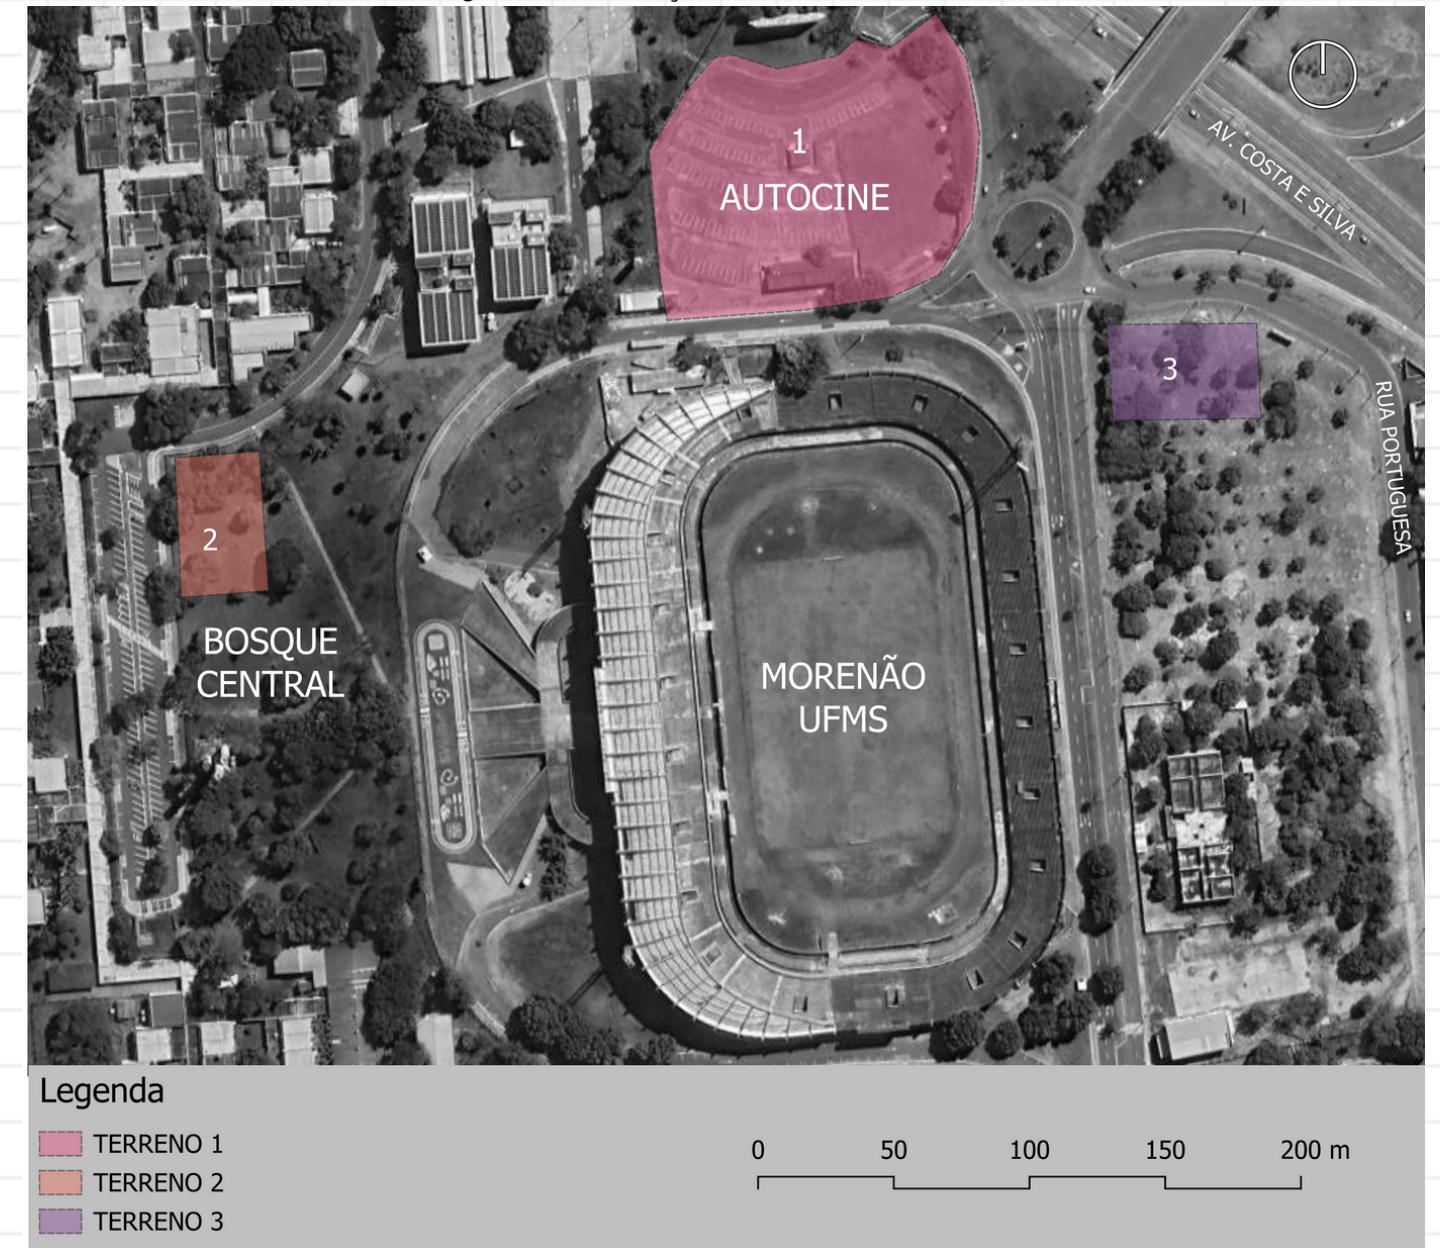 1
AUTOCINE
AV. COSTA E SILVA
3
RUA PORTUGUESA
2
BOSQUE
CENTRAL
MORENÃO
UFMS
Legenda
TERRENO 1
TERRENO 2
TERRENO 3
0 50 100 150 200 m